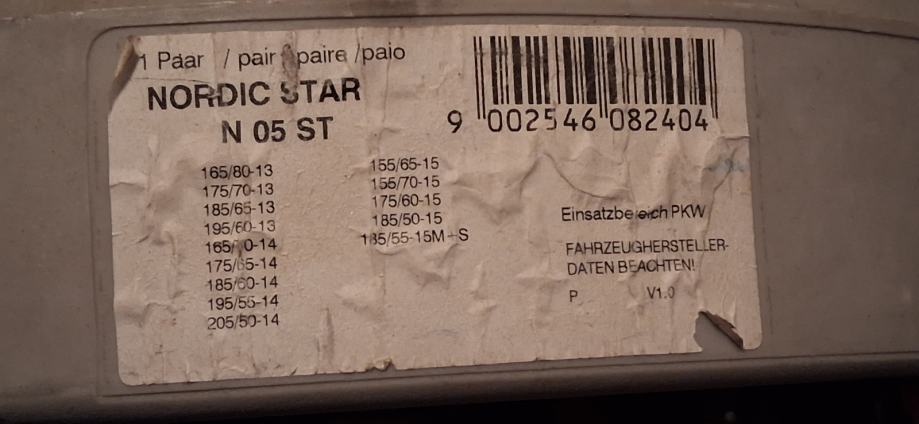 1 Paar / pair / paire /paio
NORDIC STAR
N 05 ST
9 002546 082404
165/80-13
175/70-13
185/65-13
195/60-13
165/70-14
175/65-14
185/60-14
195/55-14
205/50-14
155/65-15
155/70-15
175/60-15
185/50-15
185/55-15M+S
Einsatzbereich PKW
FAHRZEUGHERSTELLER-
DATEN BEACHTEN!
P V1.0